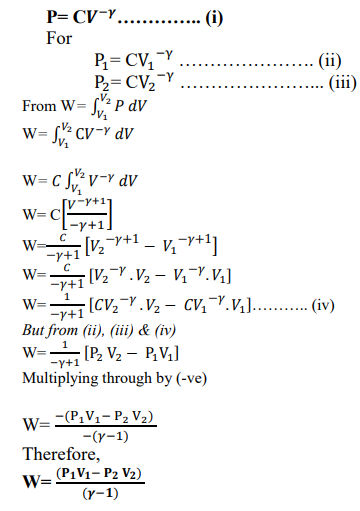 P= CV⁻ᵞ………….. (i)
For
P₁= CV₁⁻ᵞ …………………. (ii)
P₂= CV₂⁻ᵞ ………………….. (iii)
From W= ∫_{V₁}^{V₂} P dV
W= ∫_{V₁}^{V₂} CV⁻ᵞ dV
W= C ∫_{V₁}^{V₂} V⁻ᵞ dV
W= C[V^{−γ+1}/(−γ+1)]
W= C/(−γ+1) [V₂^{−γ+1} – V₁^{−γ+1}]
W= C/(−γ+1) [V₂⁻ᵞ . V₂ – V₁⁻ᵞ. V₁]
W= 1/(−γ+1) [CV₂⁻ᵞ . V₂ – CV₁⁻ᵞ. V₁]………. (iv)
But from (ii), (iii) & (iv)
W= 1/(−γ+1) [P₂ V₂ – P₁V₁]
Multiplying through by (-ve)
W= −(P₁V₁− P₂ V₂)/−(γ−1)
Therefore,
W= (P₁V₁− P₂ V₂)/(γ−1)